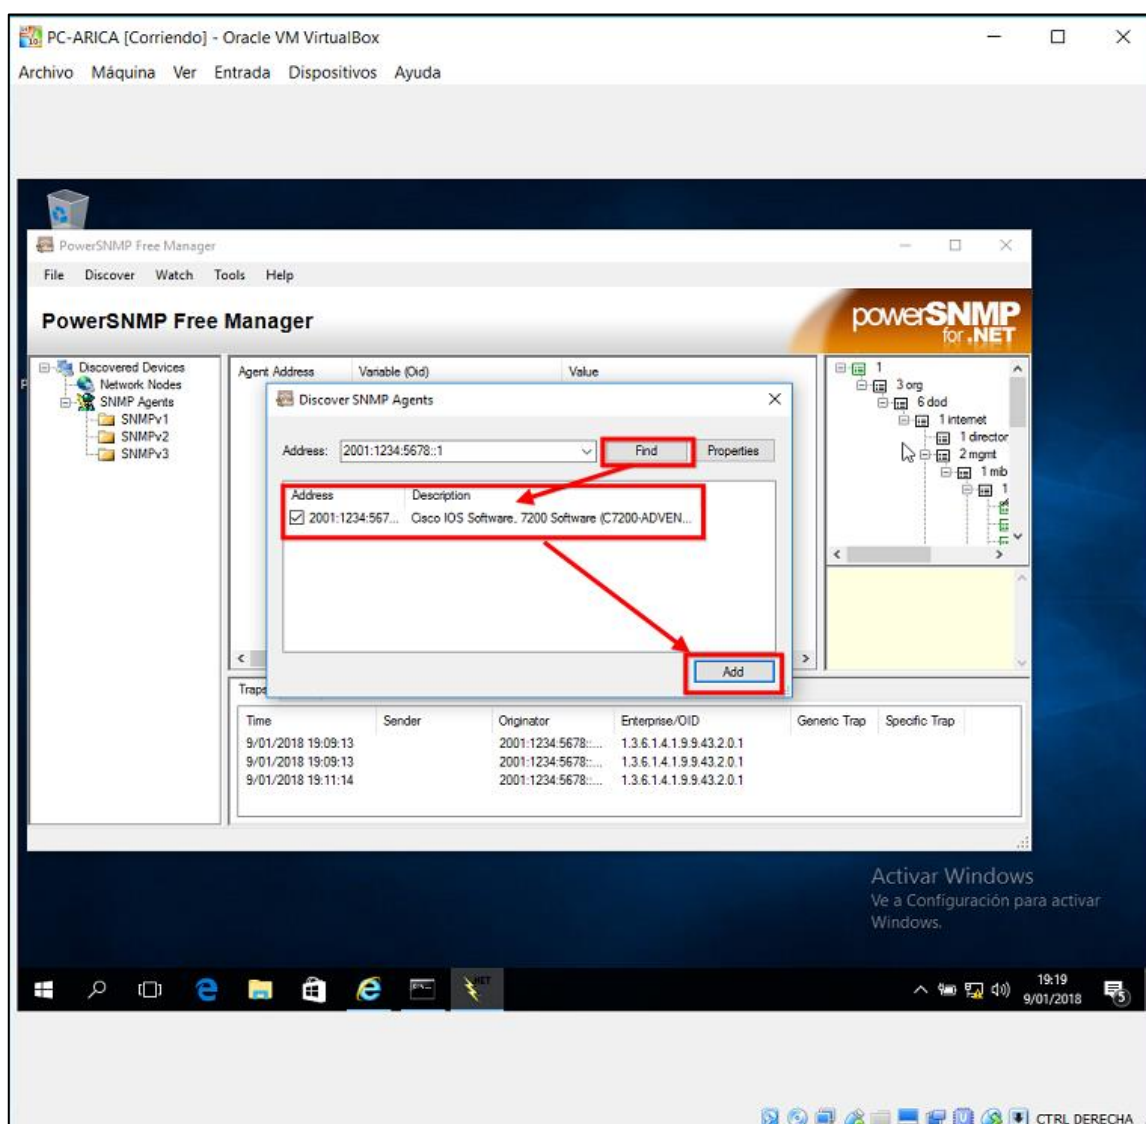 PC-ARICA [Corriendo] - Oracle VM VirtualBox
Archivo Máquina Ver Entrada Dispositivos Ayuda
PowerSNMP Free Manager
File Discover Watch Tools Help
PowerSNMP Free Manager
powerSNMP
for .NET
Discovered Devices
Network Nodes
SNMP Agents
SNMPv1
SNMPv2
SNMPv3
Agent Address Variable (Oid) Value
Discover SNMP Agents
Address: 2001:1234:5678::1 Find Properties
Address Description
2001:1234:567... Cisco IOS Software, 7200 Software (C7200-ADVEN...
Add
1
3 org
6 dod
1 internet
1 director
2 mgmt
1 mib
1
Traps
Time Sender Originator Enterprise/OID Generic Trap Specific Trap
9/01/2018 19:09:13 2001:1234:5678::... 1.3.6.1.4.1.9.9.43.2.0.1
9/01/2018 19:09:13 2001:1234:5678::... 1.3.6.1.4.1.9.9.43.2.0.1
9/01/2018 19:11:14 2001:1234:5678::... 1.3.6.1.4.1.9.9.43.2.0.1
Activar Windows
Ve a Configuración para activar
Windows.
19:19
9/01/2018
5
CTRL DERECHA